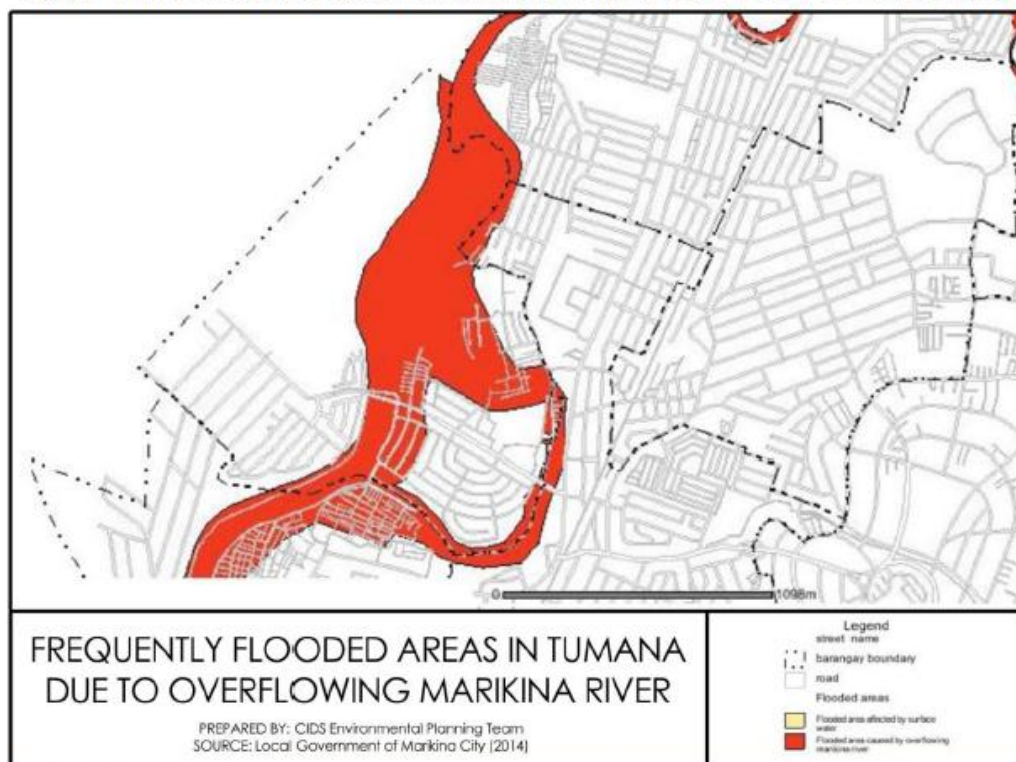 0 1098m
FREQUENTLY FLOODED AREAS IN TUMANA
DUE TO OVERFLOWING MARIKINA RIVER
PREPARED BY: CIDS Environmental Planning Team
SOURCE: Local Government of Marikina City (2014)
Legend
street name
barangay boundary
road
Flooded areas
Flooded area affected by surface
water
Flooded area caused by overflowing
marikina river